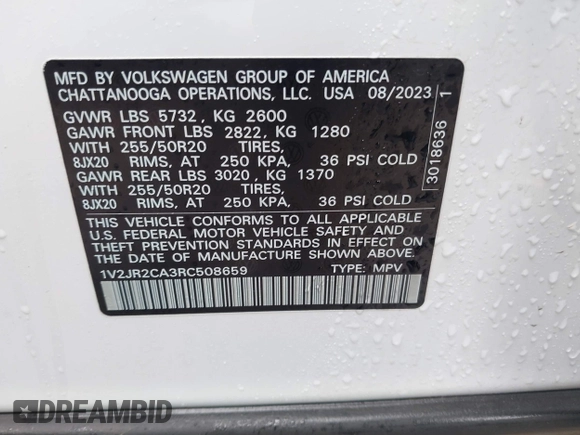 MFD BY VOLKSWAGEN GROUP OF AMERICA
CHATTANOOGA OPERATIONS, LLC. USA 08/2023
GVWR LBS 5732 , KG 2600
GAWR FRONT LBS 2822, KG 1280
WITH 255/50R20 TIRES,
8JX20 RIMS, AT 250 KPA, 36 PSI COLD
GAWR REAR LBS 3020, KG 1370
WITH 255/50R20 TIRES,
8JX20 RIMS, AT 250 KPA, 36 PSI COLD
THIS VEHICLE CONFORMS TO ALL APPLICABLE
U.S. FEDERAL MOTOR VEHICLE SAFETY AND
THEFT PREVENTION STANDARDS IN EFFECT ON
THE DATE OF MANUFACTURE SHOWN ABOVE.
1V2JR2CA3RC508659 TYPE: MPV
3018636 1
DREAMBID